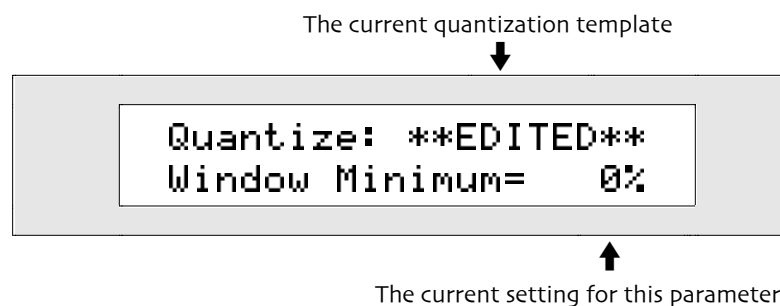 The current quantization template
Quantize: **EDITED**
Window Minimum= 0%
The current setting for this parameter